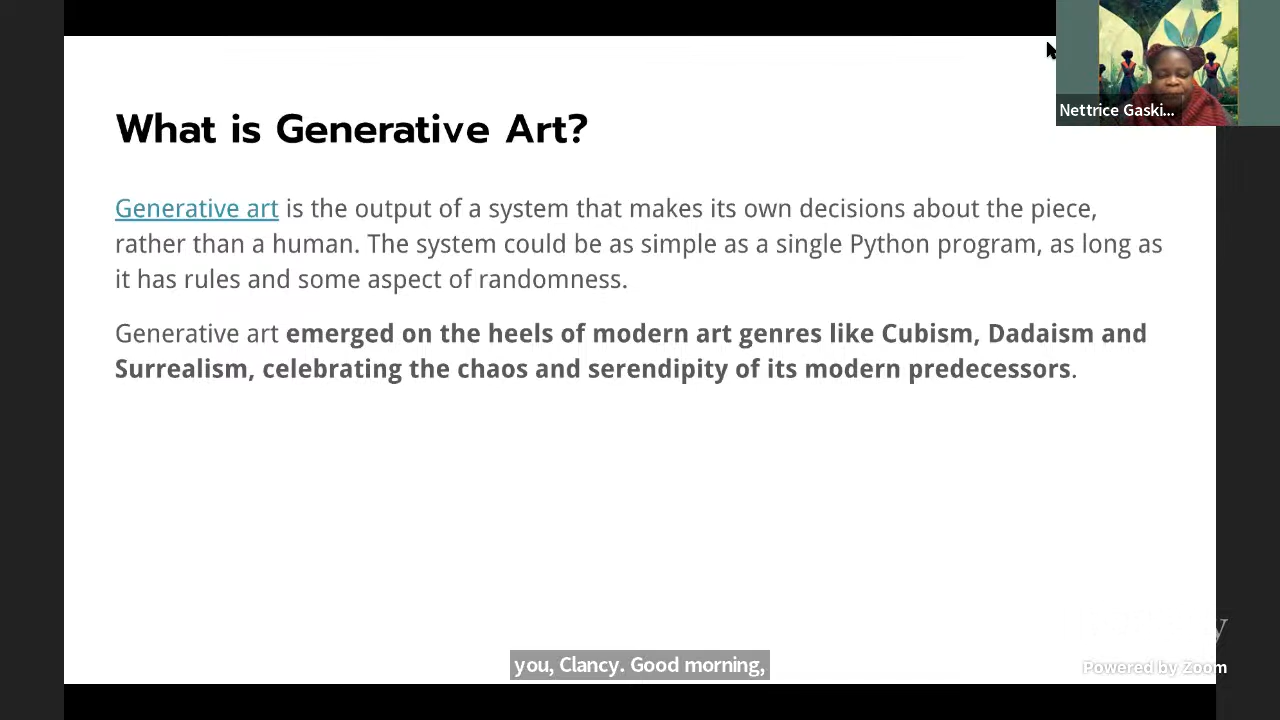 What is Generative Art?
Nettrice Gaski...
Generative art is the output of a system that makes its own decisions about the piece,
rather than a human. The system could be as simple as a single Python program, as long as
it has rules and some aspect of randomness.
Generative art emerged on the heels of modern art genres like Cubism, Dadaism and
Surrealism, celebrating the chaos and serendipity of its modern predecessors.
you, Clancy. Good morning,
Powered by Zoom